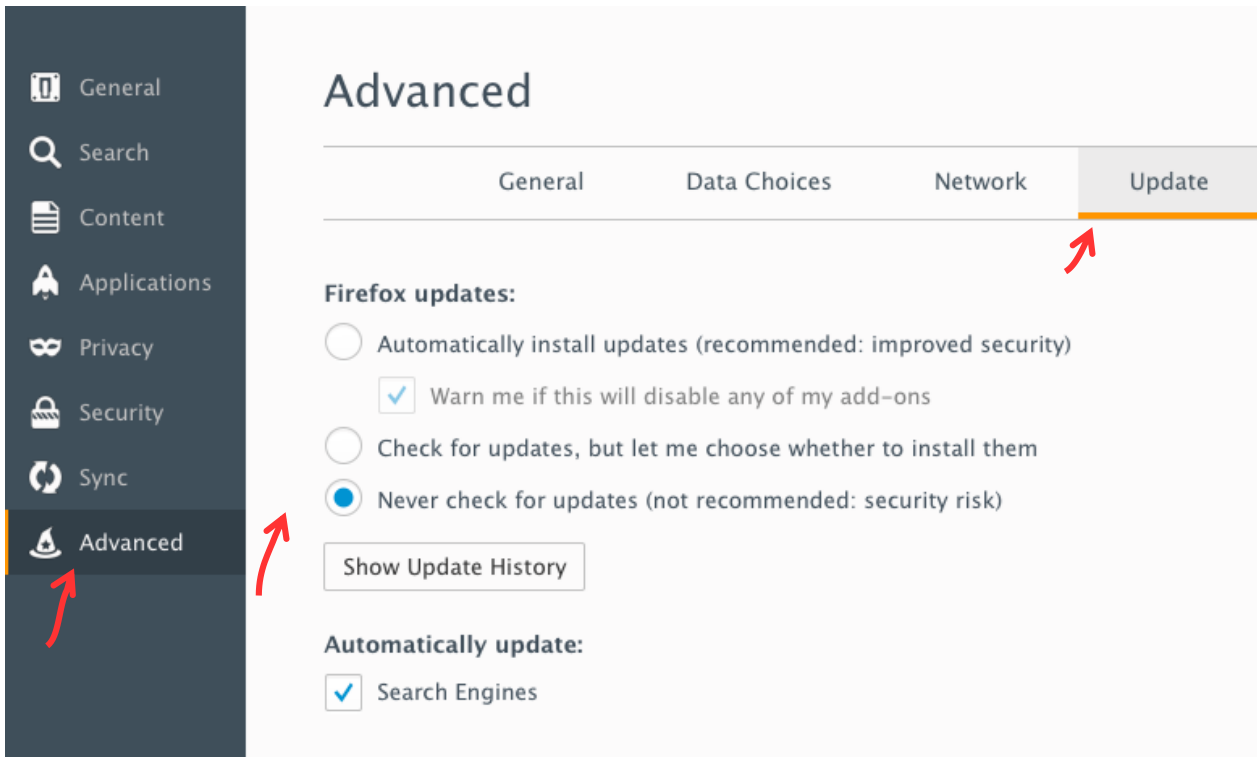 General
Search
Content
Applications
Privacy
Security
Sync
Advanced
Advanced
General Data Choices Network Update
Firefox updates:
Automatically install updates (recommended: improved security)
Warn me if this will disable any of my add-ons
Check for updates, but let me choose whether to install them
Never check for updates (not recommended: security risk)
Show Update History
Automatically update:
Search Engines